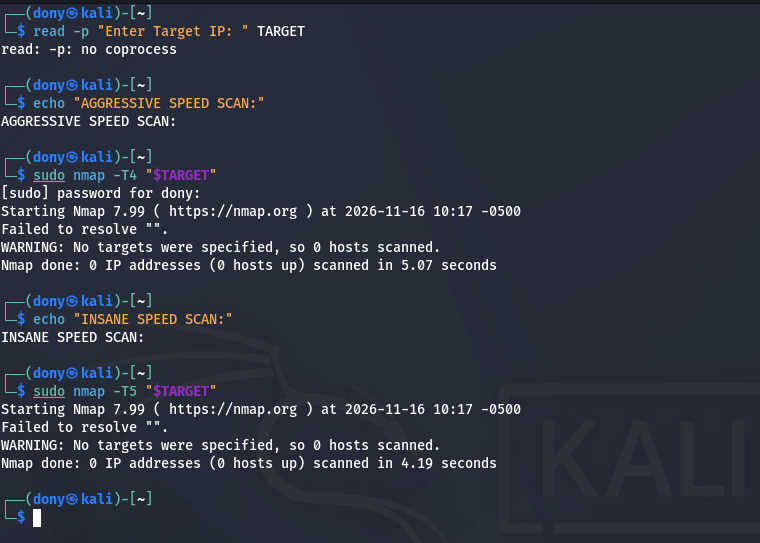 ┌──(dony㉿kali)-[~]
└─$ read -p "Enter Target IP: " TARGET
read: -p: no coprocess
┌──(dony㉿kali)-[~]
└─$ echo "AGGRESSIVE SPEED SCAN:"
AGGRESSIVE SPEED SCAN:
┌──(dony㉿kali)-[~]
└─$ sudo nmap -T4 "$TARGET"
[sudo] password for dony:
Starting Nmap 7.99 ( https://nmap.org ) at 2026-11-16 10:17 -0500
Failed to resolve "".
WARNING: No targets were specified, so 0 hosts scanned.
Nmap done: 0 IP addresses (0 hosts up) scanned in 5.07 seconds
┌──(dony㉿kali)-[~]
└─$ echo "INSANE SPEED SCAN:"
INSANE SPEED SCAN:
┌──(dony㉿kali)-[~]
└─$ sudo nmap -T5 "$TARGET"
Starting Nmap 7.99 ( https://nmap.org ) at 2026-11-16 10:17 -0500
Failed to resolve "".
WARNING: No targets were specified, so 0 hosts scanned.
Nmap done: 0 IP addresses (0 hosts up) scanned in 4.19 seconds
┌──(dony㉿kali)-[~]
└─$
KALI